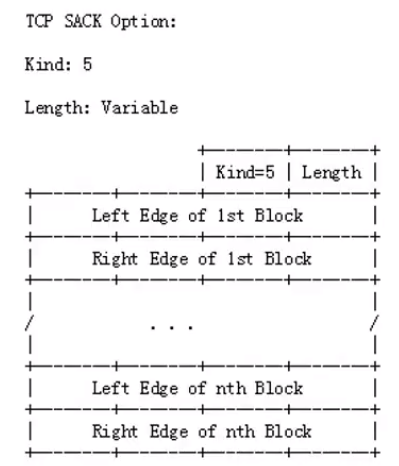 TCP SACK Option:
Kind: 5
Length: Variable
Kind=5 | Length
Left Edge of 1st Block
Right Edge of 1st Block
. . .
Left Edge of nth Block
Right Edge of nth Block